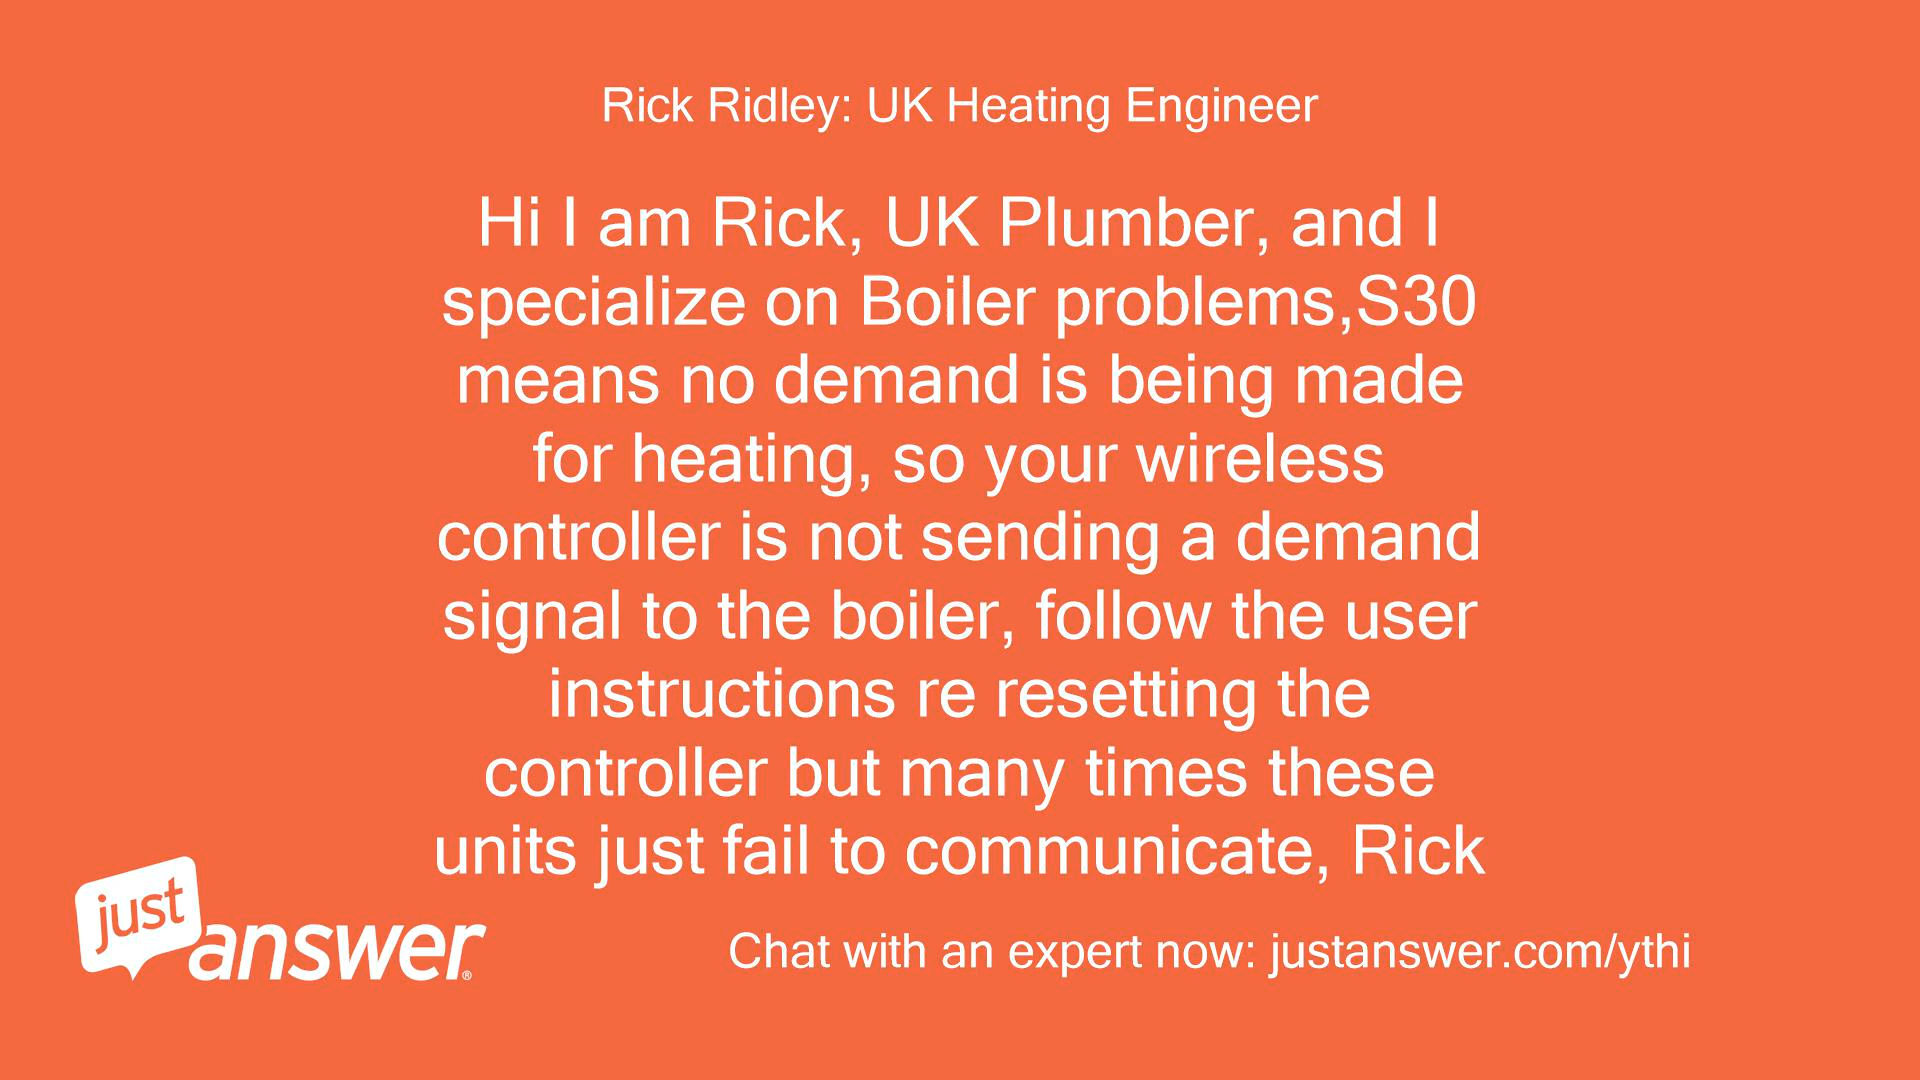 Rick Ridley: UK Heating Engineer
Hi I am Rick, UK Plumber, and I
specialize on Boiler problems,S30
means no demand is being made
for heating, so your wireless
controller is not sending a demand
signal to the boiler, follow the user
instructions re resetting the
controller but many times these
units just fail to communicate, Rick
just
answer®
Chat with an expert now: justanswer.com/ythi